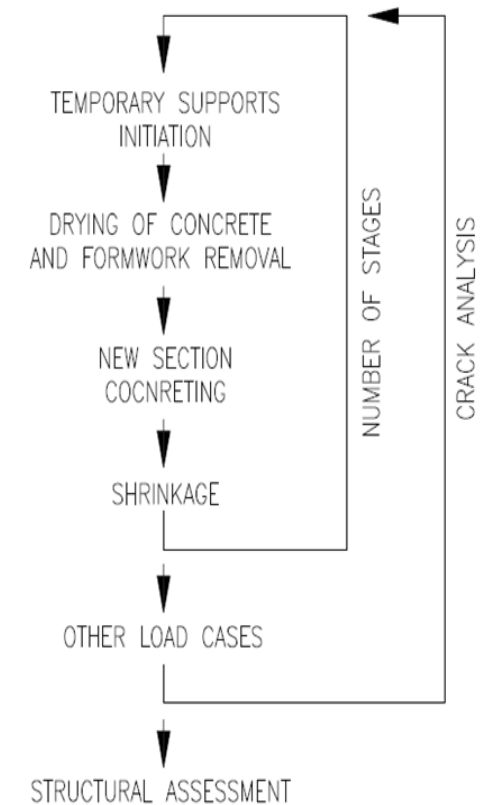 TEMPORARY SUPPORTS
INITIATION
DRYING OF CONCRETE
AND FORMWORK REMOVAL
NEW SECTION
COCNRETING
SHRINKAGE
OTHER LOAD CASES
STRUCTURAL ASSESSMENT
NUMBER OF STAGES
CRACK ANALYSIS